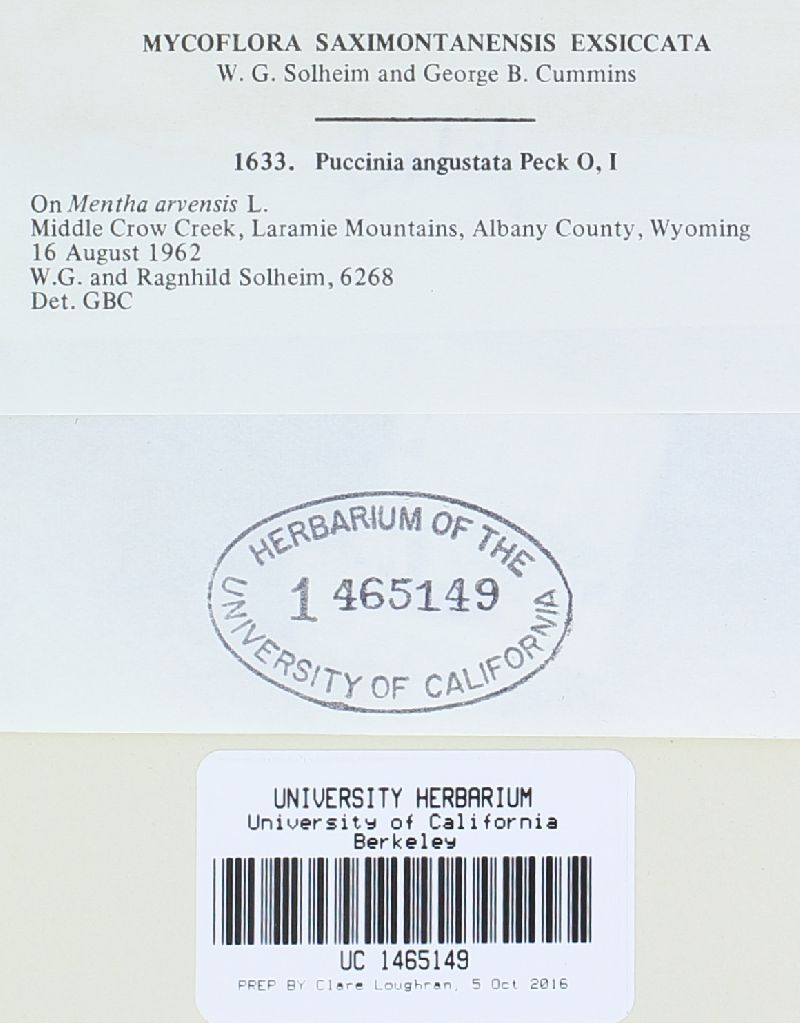 MYCOFLORA SAXIMONTANENSIS EXSICCATA
W. G. Solheim and George B. Cummins
1633. Puccinia angustata Peck O, I
On Mentha arvensis L.
Middle Crow Creek, Laramie Mountains, Albany County, Wyoming
16 August 1962
W.G. and Ragnhild Solheim, 6268
Det. GBC
HERBARIUM OF THE
1 465149
UNIVERSITY OF CALIFORNIA
UNIVERSITY HERBARIUM
University of California
Berkeley
UC 1465149
PREP BY Clare Loughran, 5 Oct 2016